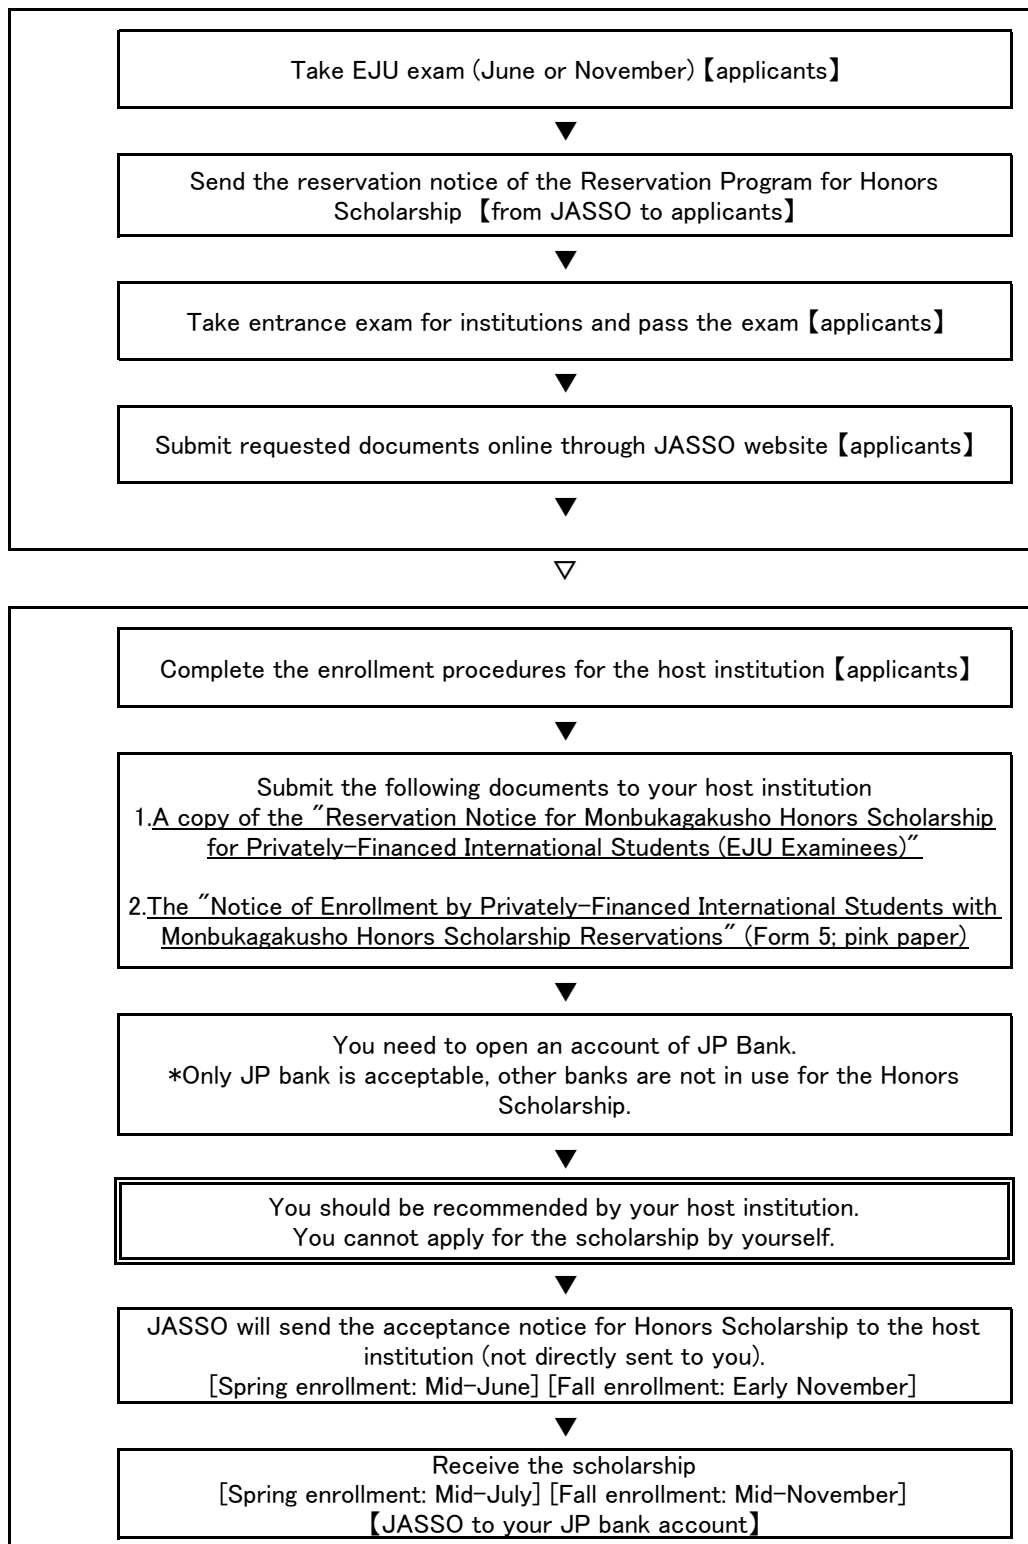 Take EJU exam (June or November)【applicants】
▼
Send the reservation notice of the Reservation Program for Honors
Scholarship 【from JASSO to applicants】
▼
Take entrance exam for institutions and pass the exam【applicants】
▼
Submit requested documents online through JASSO website【applicants】
▼
▽
Complete the enrollment procedures for the host institution【applicants】
▼
Submit the following documents to your host institution
1.A copy of the "Reservation Notice for Monbukagakusho Honors Scholarship
for Privately-Financed International Students (EJU Examinees)"
2.The "Notice of Enrollment by Privately-Financed International Students with
Monbukagakusho Honors Scholarship Reservations" (Form 5; pink paper)
▼
You need to open an account of JP Bank.
*Only JP bank is acceptable, other banks are not in use for the Honors
Scholarship.
▼
You should be recommended by your host institution.
You cannot apply for the scholarship by yourself.
▼
JASSO will send the acceptance notice for Honors Scholarship to the host
institution (not directly sent to you).
[Spring enrollment: Mid-June] [Fall enrollment: Early November]
▼
Receive the scholarship
[Spring enrollment: Mid-July] [Fall enrollment: Mid-November]
【JASSO to your JP bank account】